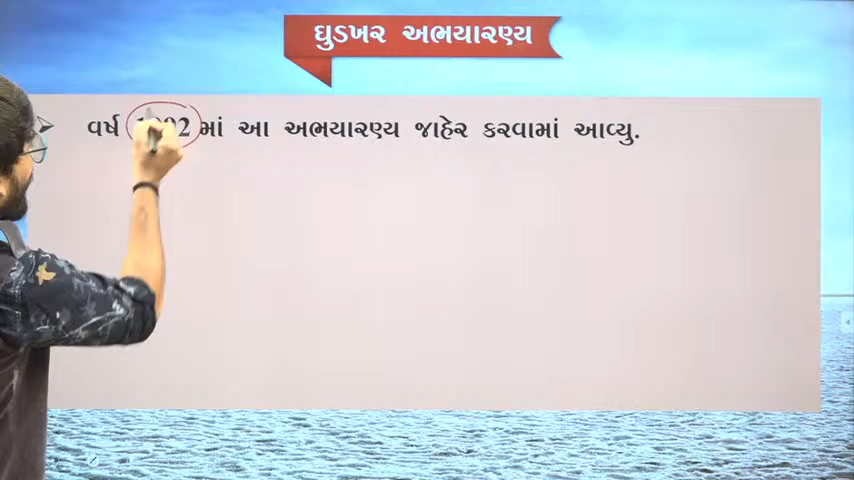 ઘુડખર અભયારણ્ય
વર્ષ માં આ અભયારણ્ય જાહેર કરવામાં આવ્યુ.